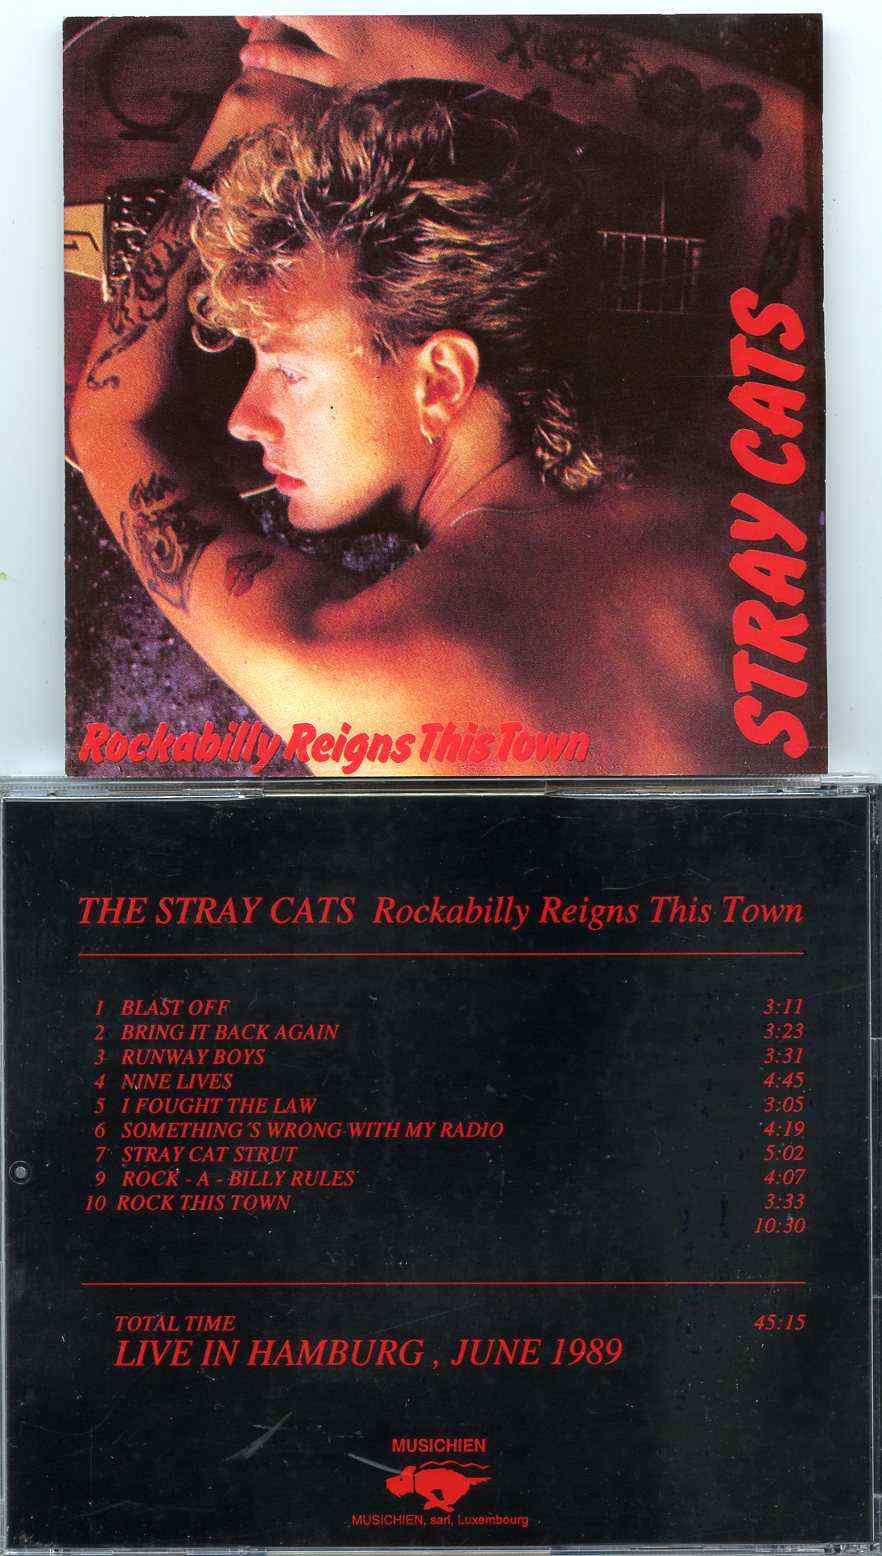 STRAY CATS
Rockabilly Reigns This Town
THE STRAY CATS Rockabilly Reigns This Town
1 BLAST OFF 3:11
2 BRING IT BACK AGAIN 3:23
3 RUNWAY BOYS 3:31
4 NINE LIVES 4:45
5 I FOUGHT THE LAW 3:05
6 SOMETHING´S WRONG WITH MY RADIO 4:19
7 STRAY CAT STRUT 5:02
9 ROCK - A - BILLY RULES 4:07
10 ROCK THIS TOWN 3:33
10:30
TOTAL TIME 45:15
LIVE IN HAMBURG , JUNE 1989
MUSICHIEN
MUSICHIEN, sarl, Luxembourg